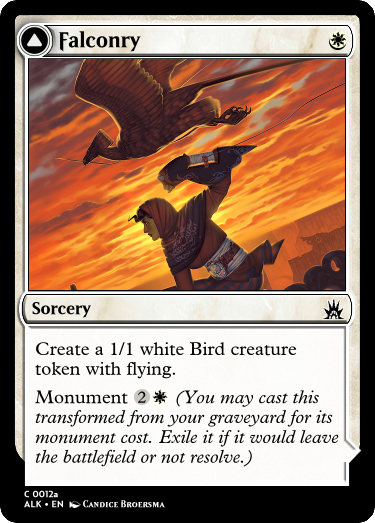 Falconry
Sorcery
Create a 1/1 white Bird creature
token with flying.
Monument 2 (You may cast this
transformed from your graveyard for its
monument cost. Exile it if it would leave
the battlefield or not resolve.)
C 0012a
ALK • EN Candice Broersma